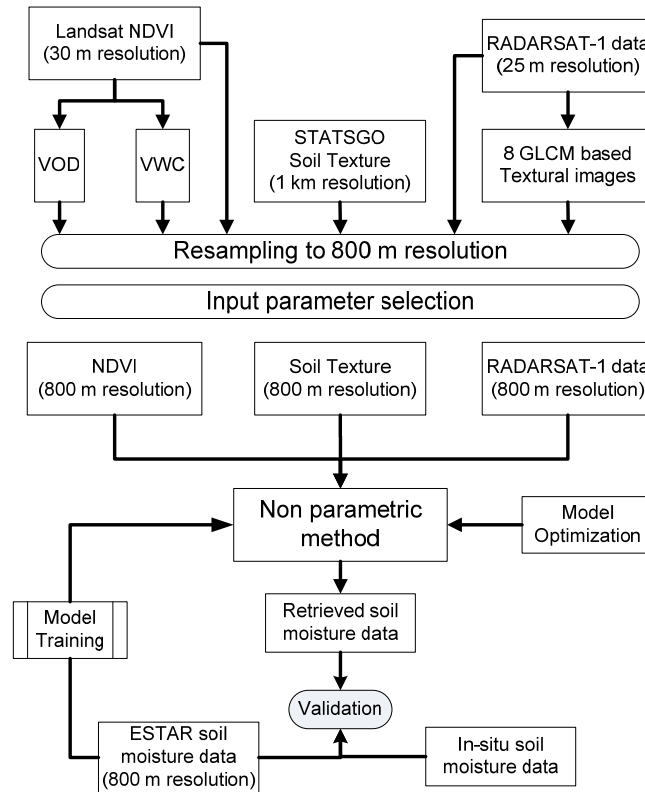 Landsat NDVI
(30 m resolution)
RADARSAT-1 data
(25 m resolution)
VOD
VWC
STATSGO
Soil Texture
(1 km resolution)
8 GLCM based
Textural images
Resampling to 800 m resolution
Input parameter selection
NDVI
(800 m resolution)
Soil Texture
(800 m resolution)
RADARSAT-1 data
(800 m resolution)
Non parametric
method
Model
Optimization
Model
Training
Retrieved soil
moisture data
Validation
ESTAR soil
moisture data
(800 m resolution)
In-situ soil
moisture data